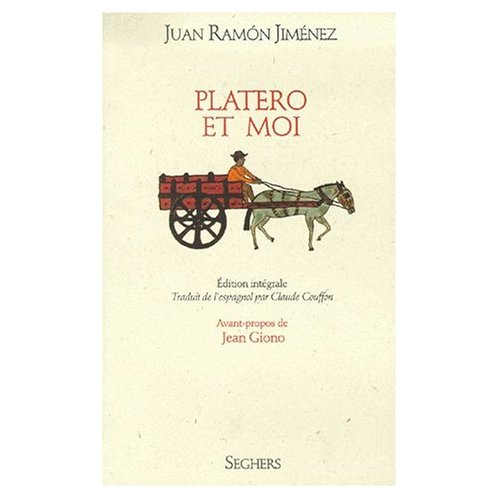 JUAN RAMÓN JIMÉNEZ
PLATERO
ET MOI
Édition intégrale
Traduit de l'espagnol par Claude Couffon
Avant-propos de
Jean Giono
SEGHERS